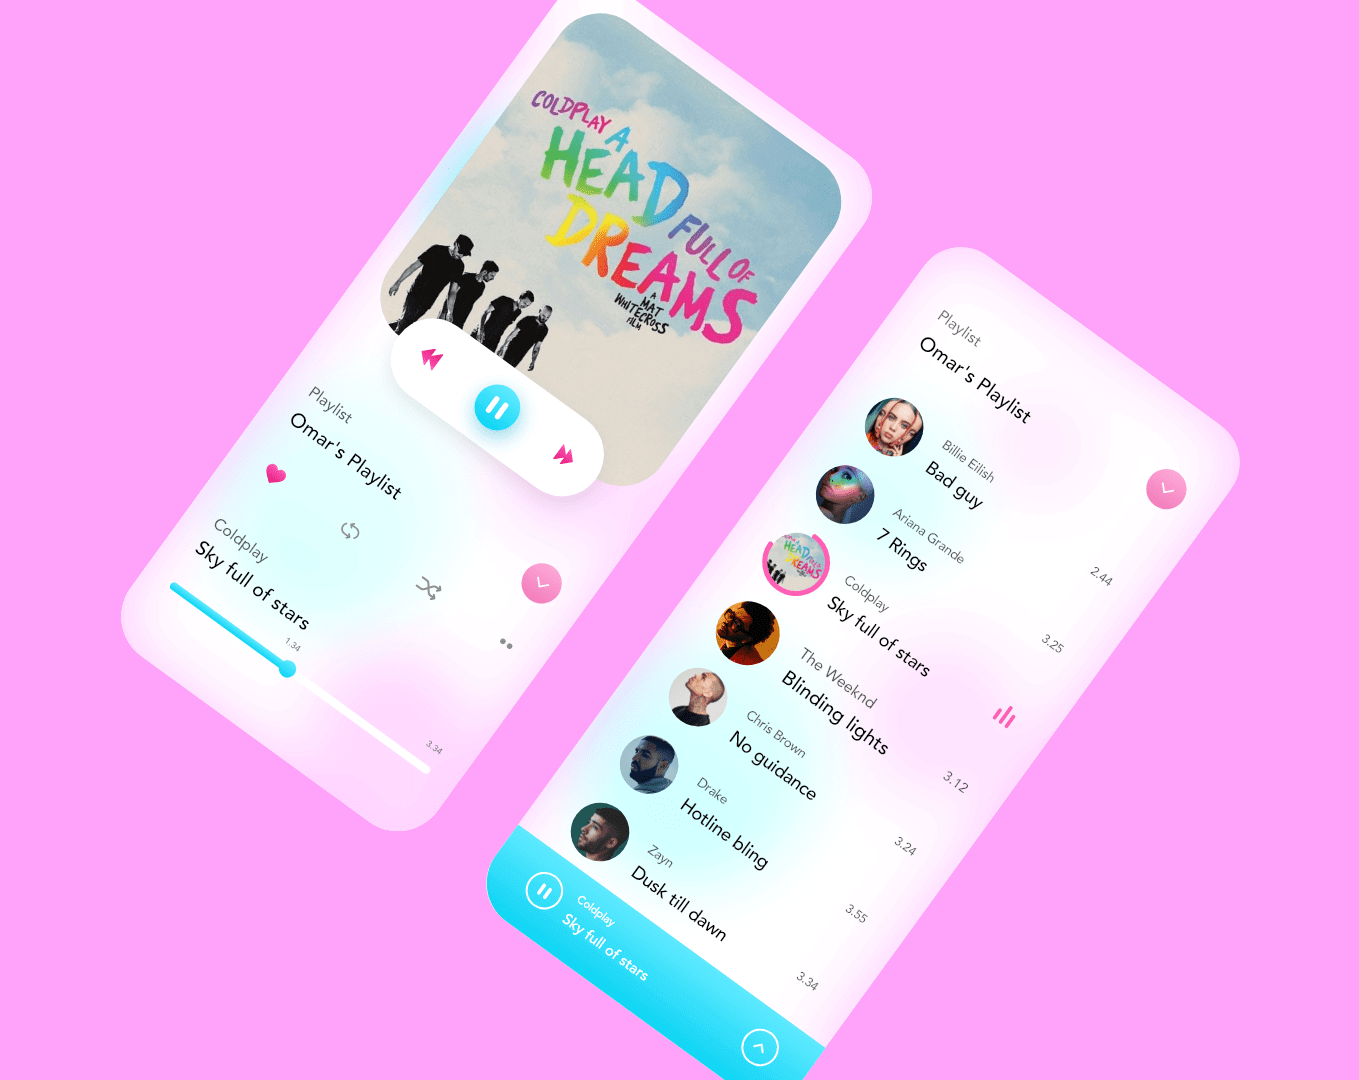 COLDPLAY
A
HEAD
FULL OF
DREAMS
A
MAT
WHITECROSS
FILM
Playlist
Omar's Playlist
Coldplay
Sky full of stars
1.34
3.34
Playlist
Omar's Playlist
Billie Eilish
Bad guy
2.44
Ariana Grande
7 Rings
3.25
HEAD
DREAMS
Coldplay
Sky full of stars
The Weeknd
Blinding lights
3.12
Chris Brown
No guidance
3.24
Drake
Hotline bling
3.55
Zayn
Dusk till dawn
3.34
Coldplay
Sky full of stars